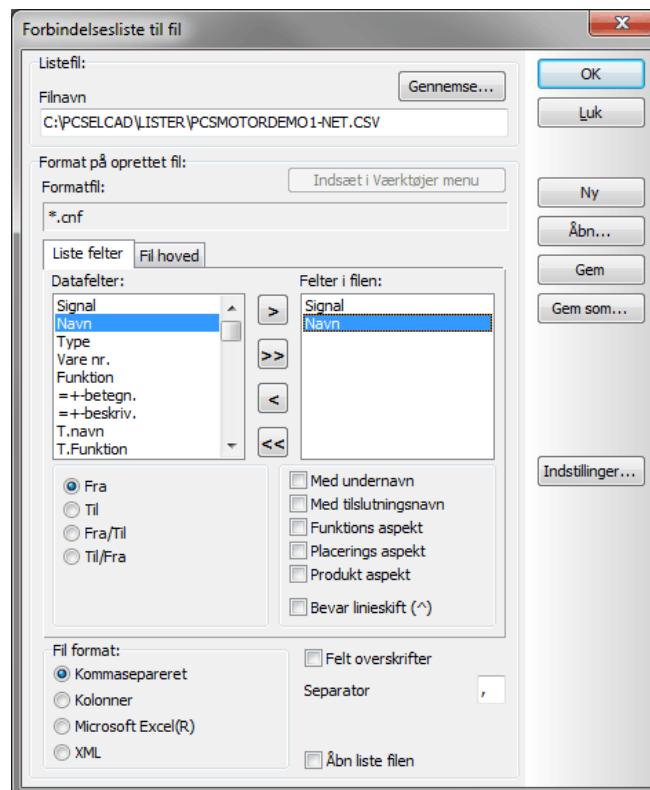 Forbindelsesliste til fil
Listefil:
Gennemse...
Filnavn
C:\PCSELCAD\LISTER\PCSMOTORDEMO1-NET.CSV
Format på oprettet fil:
Formatfil:
Indsæt i Værktøjer menu
*.cnf
Liste felter
Fil hoved
Datafelter:
Signal
Navn
Type
Vare nr.
Funktion
=+-betegn.
=+-beskriv.
T.navn
T.Funktion
>
>>
<
<<
Felter i filen:
Signal
Navn
Fra
Til
Fra/Til
Til/Fra
Med undernavn
Med tilslutningsnavn
Funktions aspekt
Placerings aspekt
Produkt aspekt
Bevar linieskift (^)
Fil format:
Kommasepareret
Kolonner
Microsoft Excel(R)
XML
Felt overskrifter
Separator ,
Åbn liste filen
OK
Luk
Ny
Åbn...
Gem
Gem som...
Indstillinger...